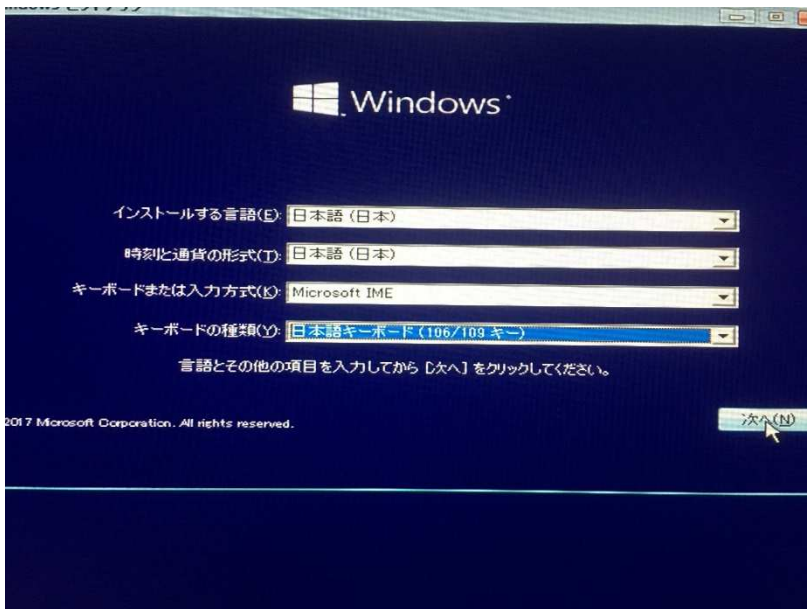 Windows
インストールする言語(E): 日本語 (日本)
時刻と通貨の形式(T): 日本語 (日本)
キーボードまたは入力方式(K): Microsoft IME
キーボードの種類(Y): 日本語キーボード (106/109 キー)
言語とその他の項目を入力してから [次へ] をクリックしてください。
2017 Microsoft Corporation. All rights reserved.
次へ(N)